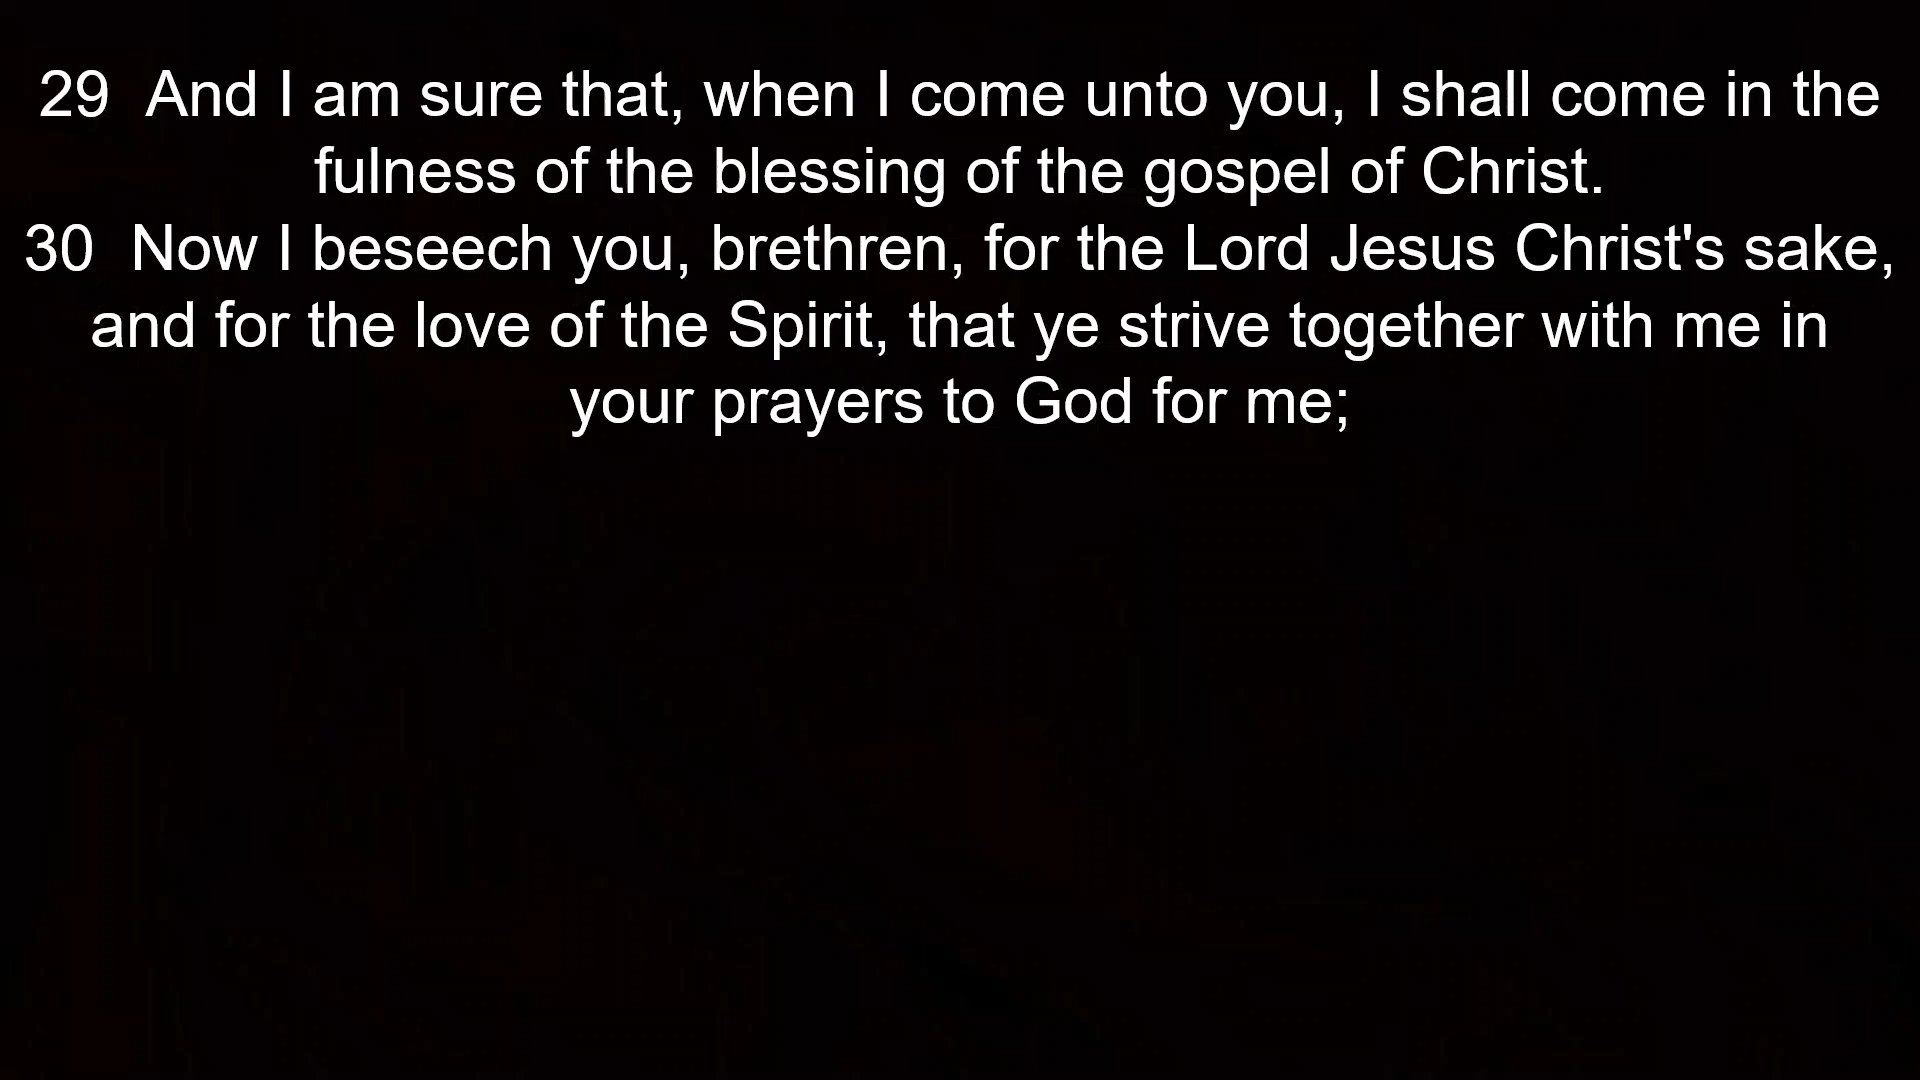 29  And I am sure that, when I come unto you, I shall come in the
fulness of the blessing of the gospel of Christ.
30  Now I beseech you, brethren, for the Lord Jesus Christ's sake,
and for the love of the Spirit, that ye strive together with me in
your prayers to God for me;